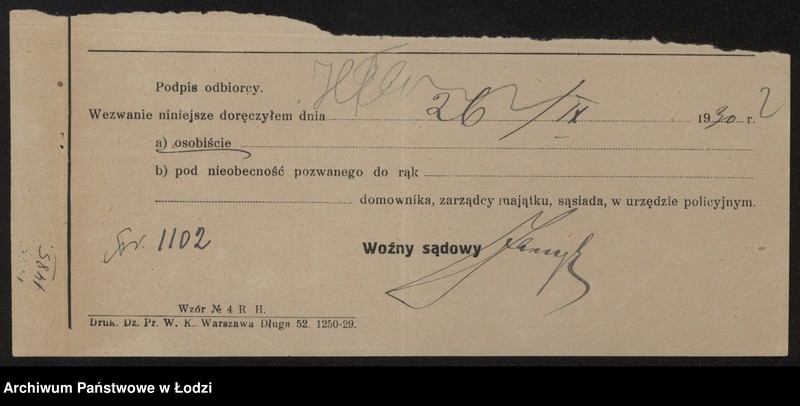 Podpis odbiorcy.
Wezwanie niniejsze doręczyłem dnia 26/IX 1930 r.
a) osobiście
b) pod nieobecność pozwanego do rąk
domownika, zarządcy majątku, sąsiada, w urzędzie policyjnym.
1102
Woźny sądowy
1485.
Wzór № 4 R H.
Druk. Dz. Pr. W. K. Warszawa Długa 52. 1250-29.
Archiwum Państwowe w Łodzi